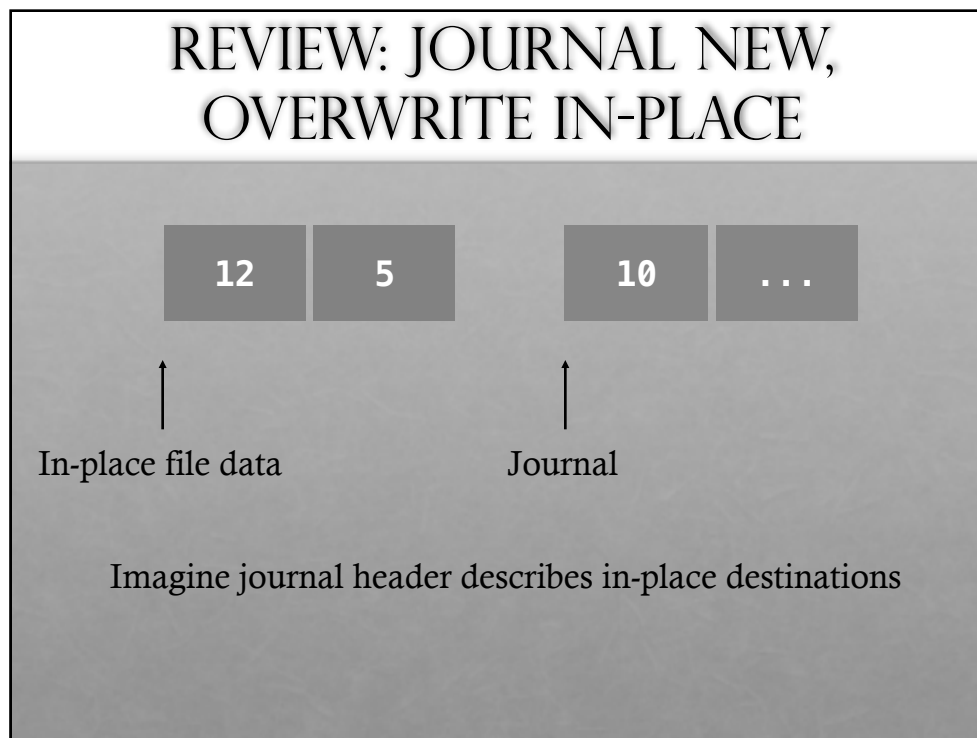 REVIEW: JOURNAL NEW,
OVERWRITE IN-PLACE
12 5 10 ...
In-place file data Journal
Imagine journal header describes in-place destinations